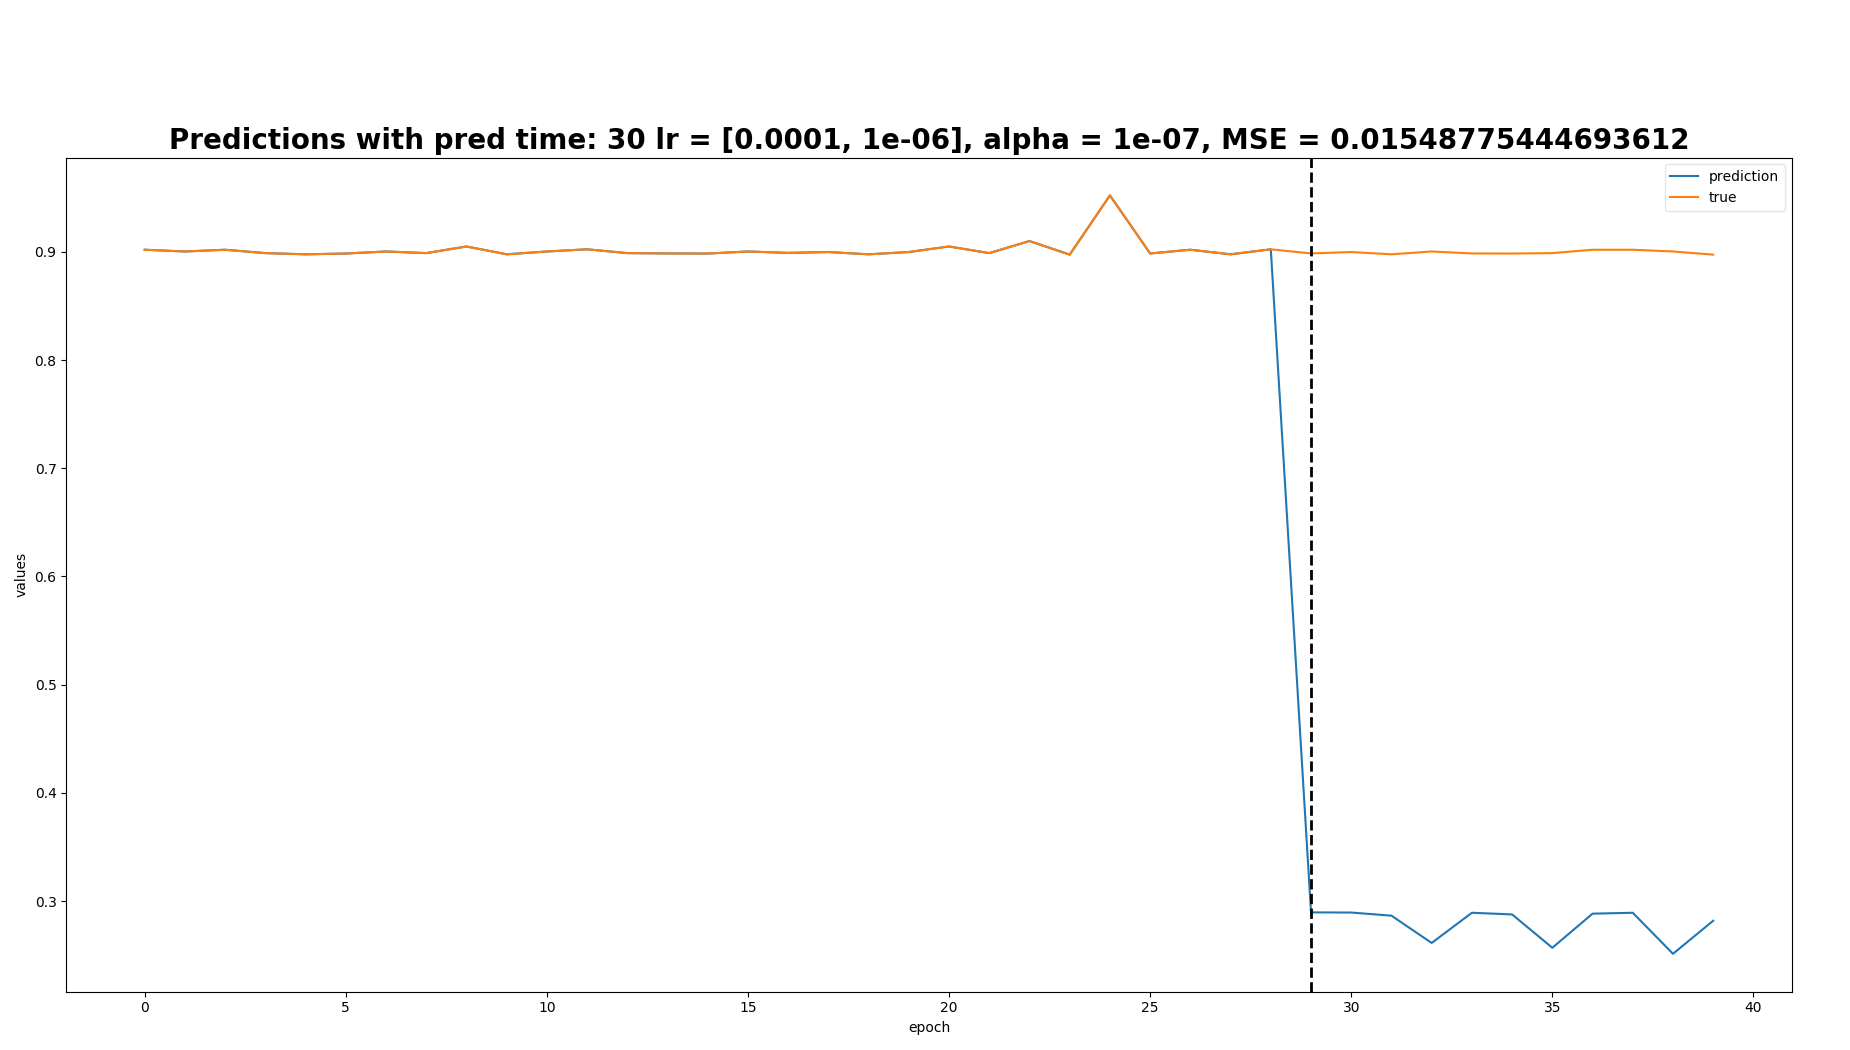 Predictions with pred time: 30 lr = [0.0001, 1e-06], alpha = 1e-07, MSE = 0.01548775444693612
prediction
true
0.9
0.8
0.7
0.6
0.5
0.4
0.3
values
0 5 10 15 20 25 30 35 40
epoch